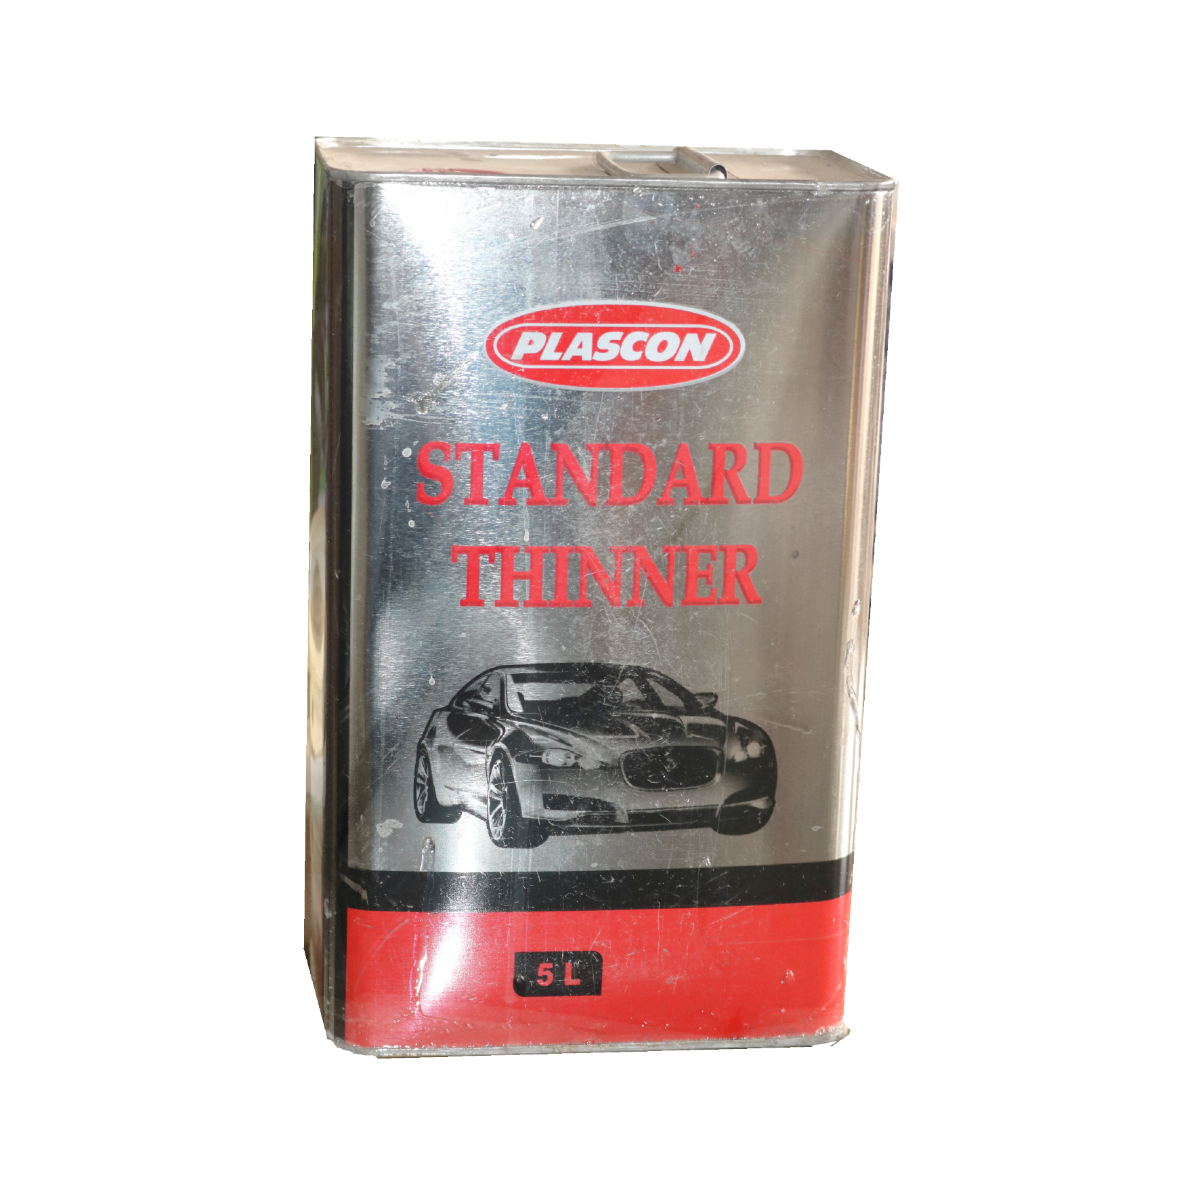 PLASCON
STANDARD
THINNER
5 L